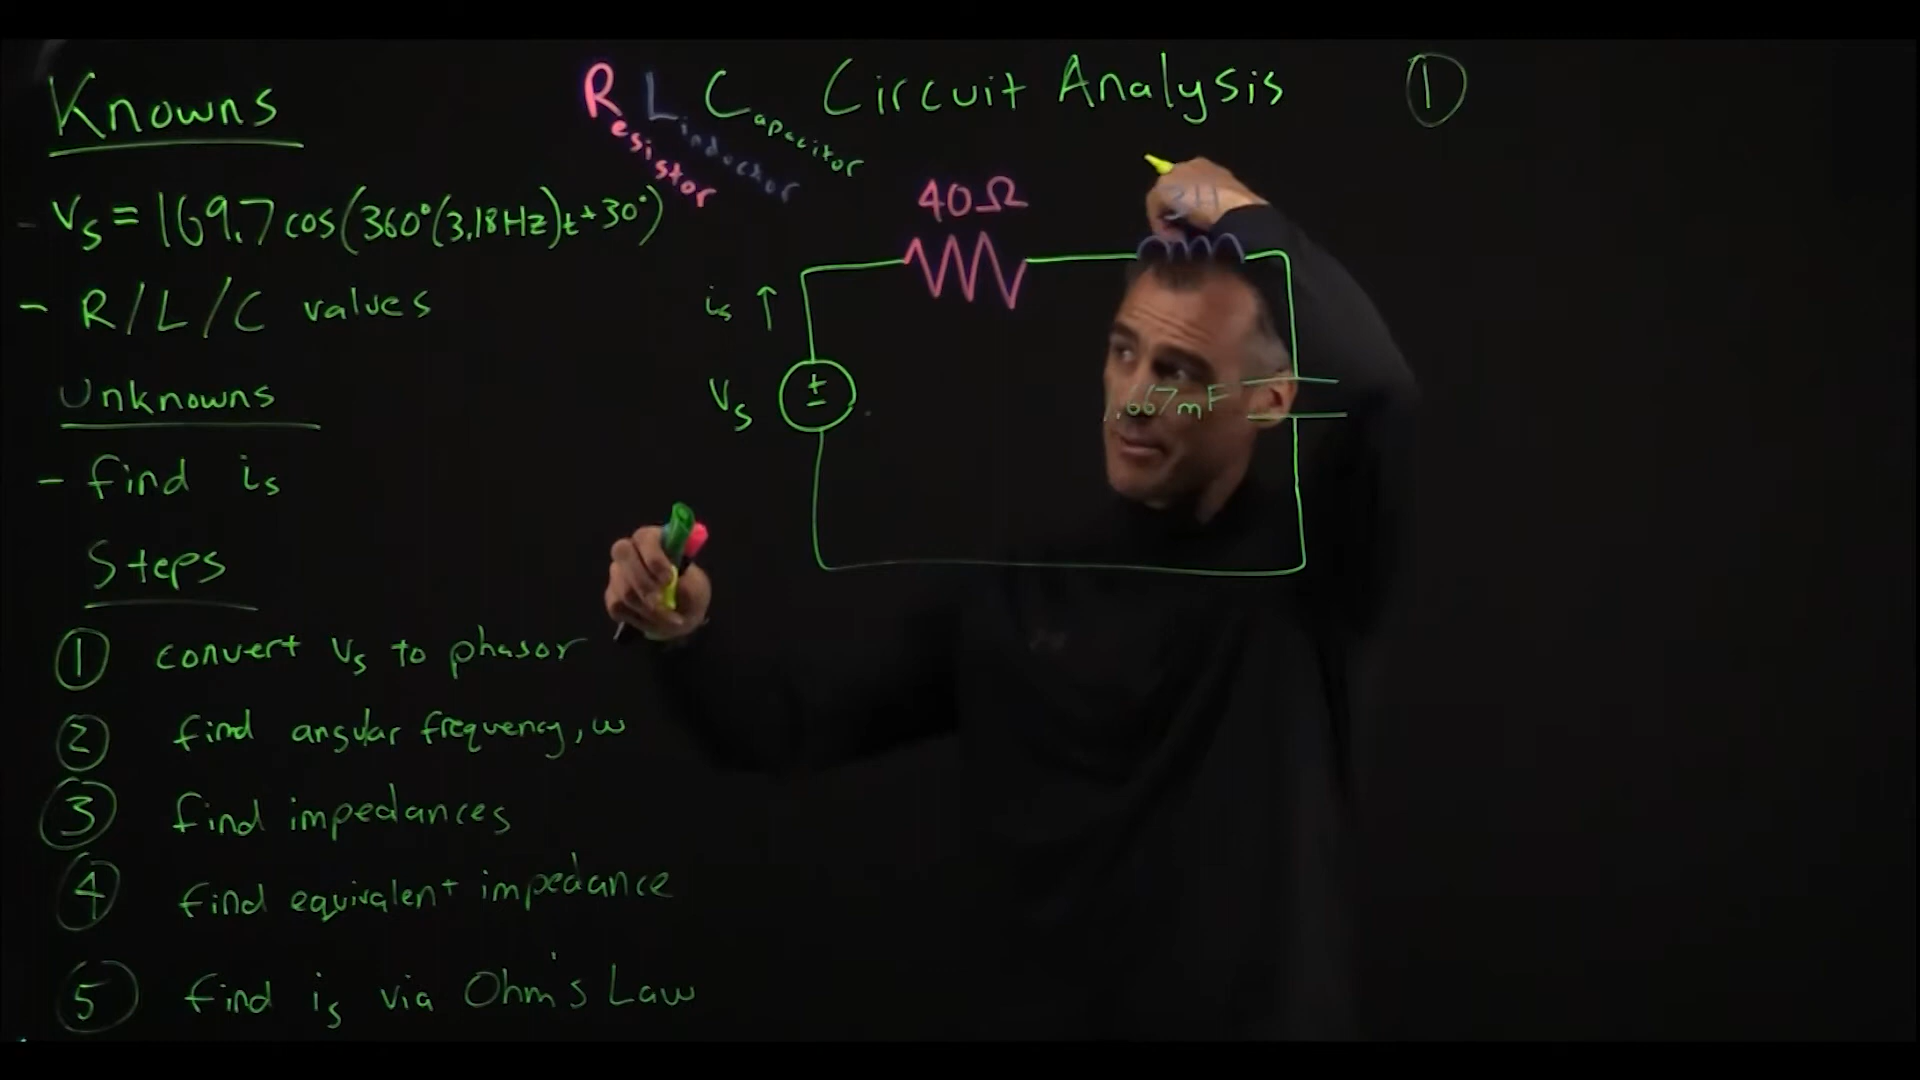 Knowns
- Vs = 169.7 cos(360°(3.18Hz)t+30°)
- R/L/C values
Unknowns
- find is
Steps
① convert Vs to phasor
② find angular frequency, ω
③ find impedances
④ find equivalent impedance
⑤ find is via Ohm's Law
RLC Circuit Analysis
Resistor
Inductor
Capacitor
①
40Ω
3H
is ↑
Vs
+
-
.667mF